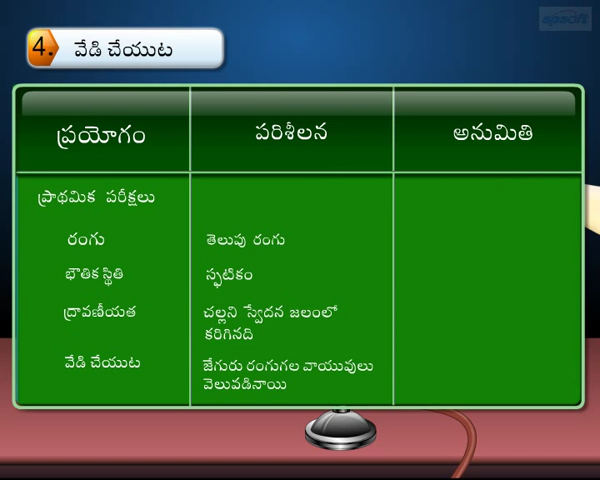 epsoft
4. వేడి చేయుట
ప్రయోగం పరిశీలన అనుమితి
ప్రాథమిక పరీక్షలు
రంగు తెలుపు రంగు
భౌతిక స్థితి స్ఫటికం
ద్రావణీయత చల్లని స్వేదన జలంలో
కరిగినది
వేడి చేయుట జేగురు రంగుగల వాయువులు
వెలువడినాయి